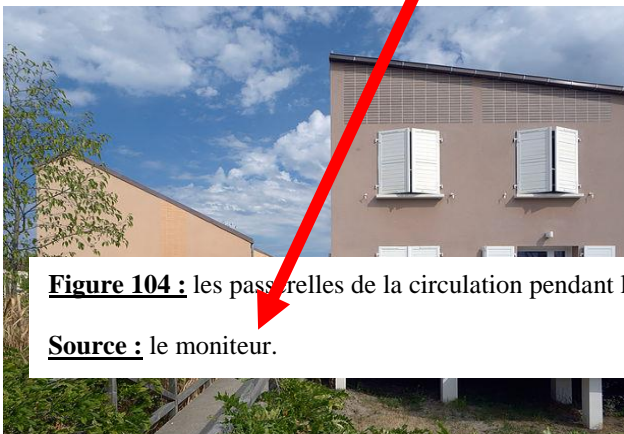 Figure 104 : les passerelles de la circulation pendant
Source : le moniteur.